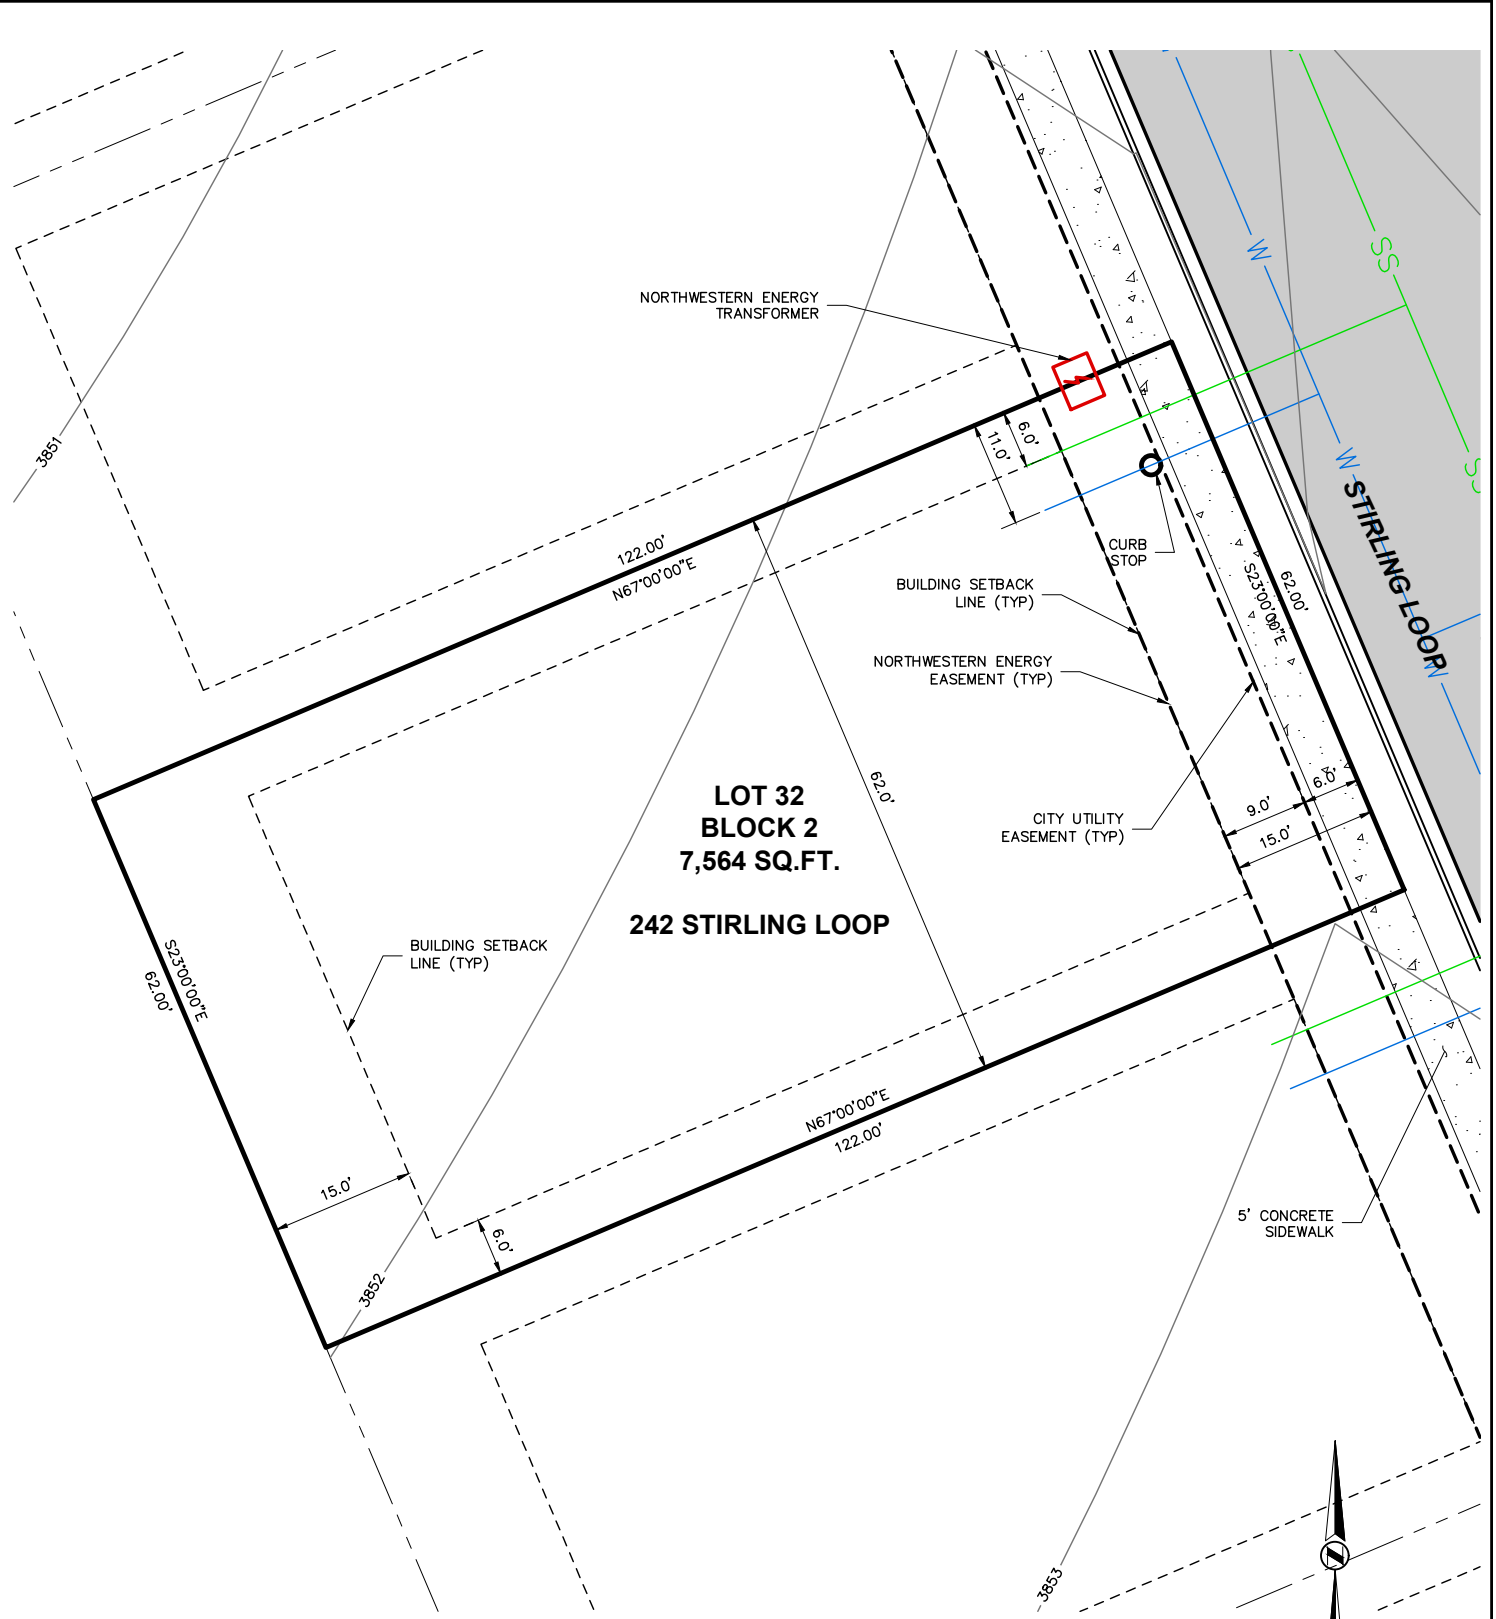 W
SS
W
SS
W
STIRLING LOOP
NORTHWESTERN ENERGY
TRANSFORMER
3851
6.0'
11.0'
122.00'
N67°00'00"E
CURB
STOP
BUILDING SETBACK
LINE (TYP)
S23°00'00"E
62.00'
NORTHWESTERN ENERGY
EASEMENT (TYP)
62.0'
LOT 32
BLOCK 2
7,564 SQ.FT.
242 STIRLING LOOP
6.0'
9.0'
15.0'
CITY UTILITY
EASEMENT (TYP)
BUILDING SETBACK
LINE (TYP)
S23°00'00"E
62.00'
N67°00'00"E
122.00'
15.0'
6.0'
5' CONCRETE
SIDEWALK
3852
3853